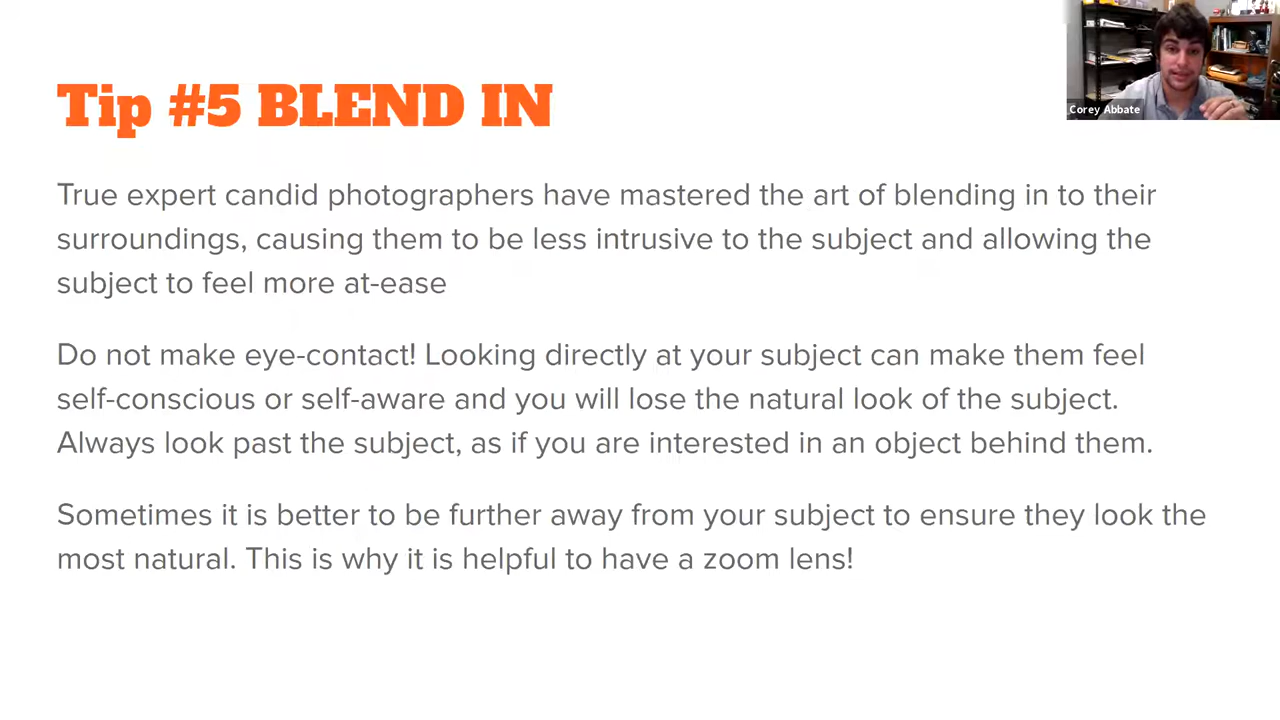 Tip #5 BLEND IN
Corey Abbate
True expert candid photographers have mastered the art of blending in to their
surroundings, causing them to be less intrusive to the subject and allowing the
subject to feel more at-ease
Do not make eye-contact! Looking directly at your subject can make them feel
self-conscious or self-aware and you will lose the natural look of the subject.
Always look past the subject, as if you are interested in an object behind them.
Sometimes it is better to be further away from your subject to ensure they look the
most natural. This is why it is helpful to have a zoom lens!